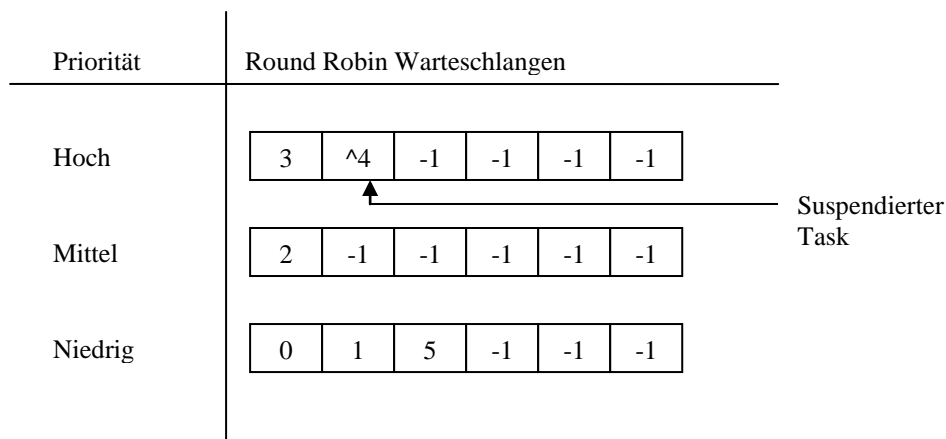 Priorität Round Robin Warteschlangen
Hoch 3 ^4 -1 -1 -1 -1
Suspendierter
Task
Mittel 2 -1 -1 -1 -1 -1
Niedrig 0 1 5 -1 -1 -1